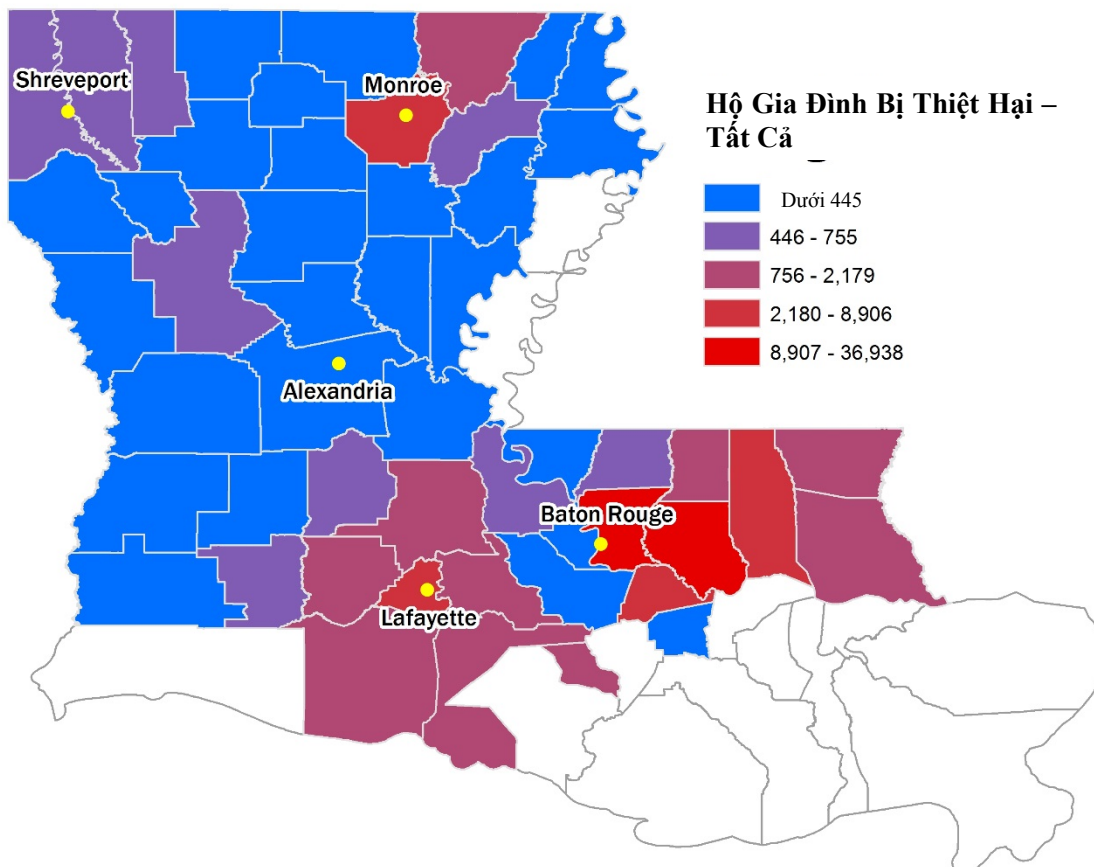 Shreveport
Monroe
Hộ Gia Đình Bị Thiệt Hại –
Tất Cả
Dưới 445
446 - 755
756 - 2,179
2,180 - 8,906
8,907 - 36,938
Alexandria
Baton Rouge
Lafayette